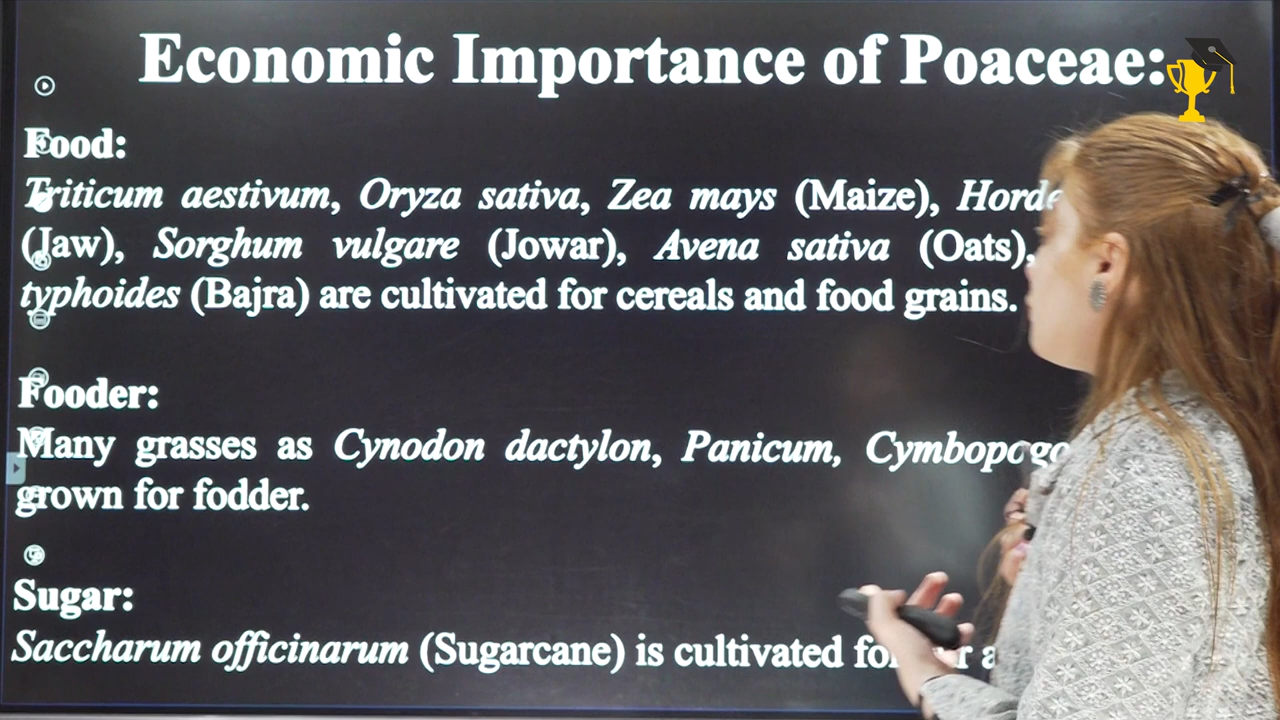 Economic Importance of Poaceae:
Food:
Triticum aestivum, Oryza sativa, Zea mays (Maize),
(Jaw), Sorghum vulgare (Jowar), Avena sativa (Oats),
typhoides (Bajra) are cultivated for cereals and food grains.
Fooder:
Many grasses as Cynodon dactylon, Panicum,
grown for fodder.
Sugar:
Saccharum officinarum (Sugarcane) is cultivated